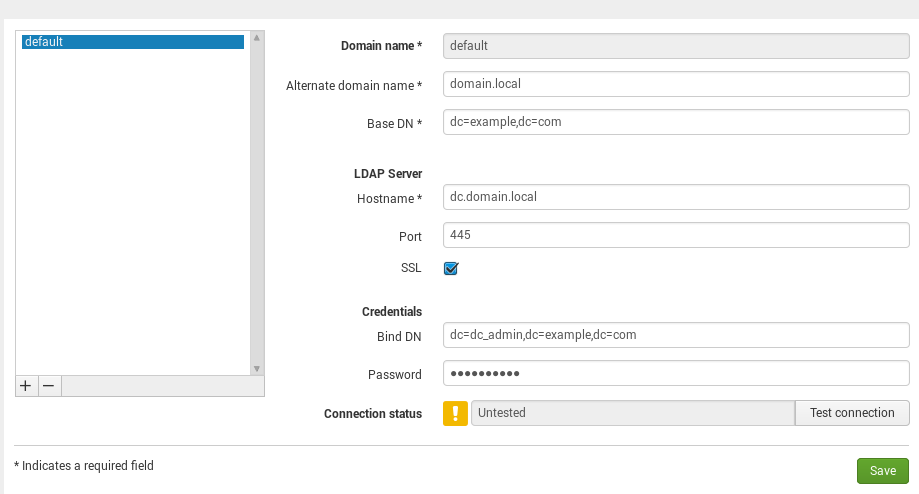 default
Domain name * default
Alternate domain name * domain.local
Base DN * dc=example,dc=com
LDAP Server
Hostname * dc.domain.local
Port 445
SSL
Credentials
Bind DN dc=dc_admin,dc=example,dc=com
Password ●●●●●●●●●●
Connection status Untested Test connection
* Indicates a required field
Save